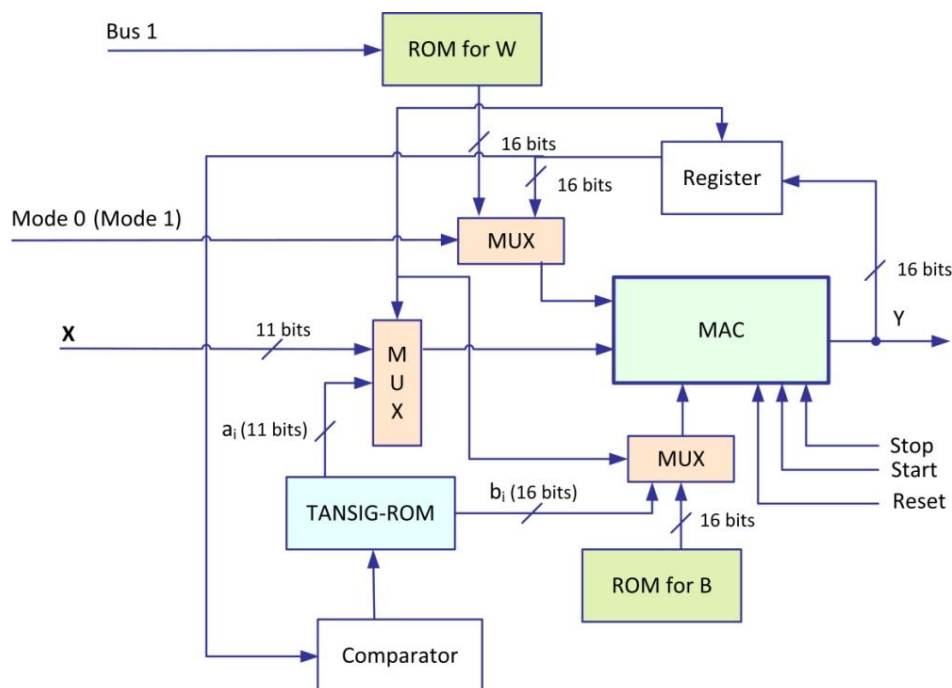 Bus 1
ROM for W
16 bits
16 bits
Register
Mode 0 (Mode 1)
MUX
16 bits
X
11 bits
M
U
X
MAC
Y
aᵢ (11 bits)
MUX
Stop
Start
Reset
TANSIG-ROM
bᵢ (16 bits)
16 bits
ROM for B
Comparator